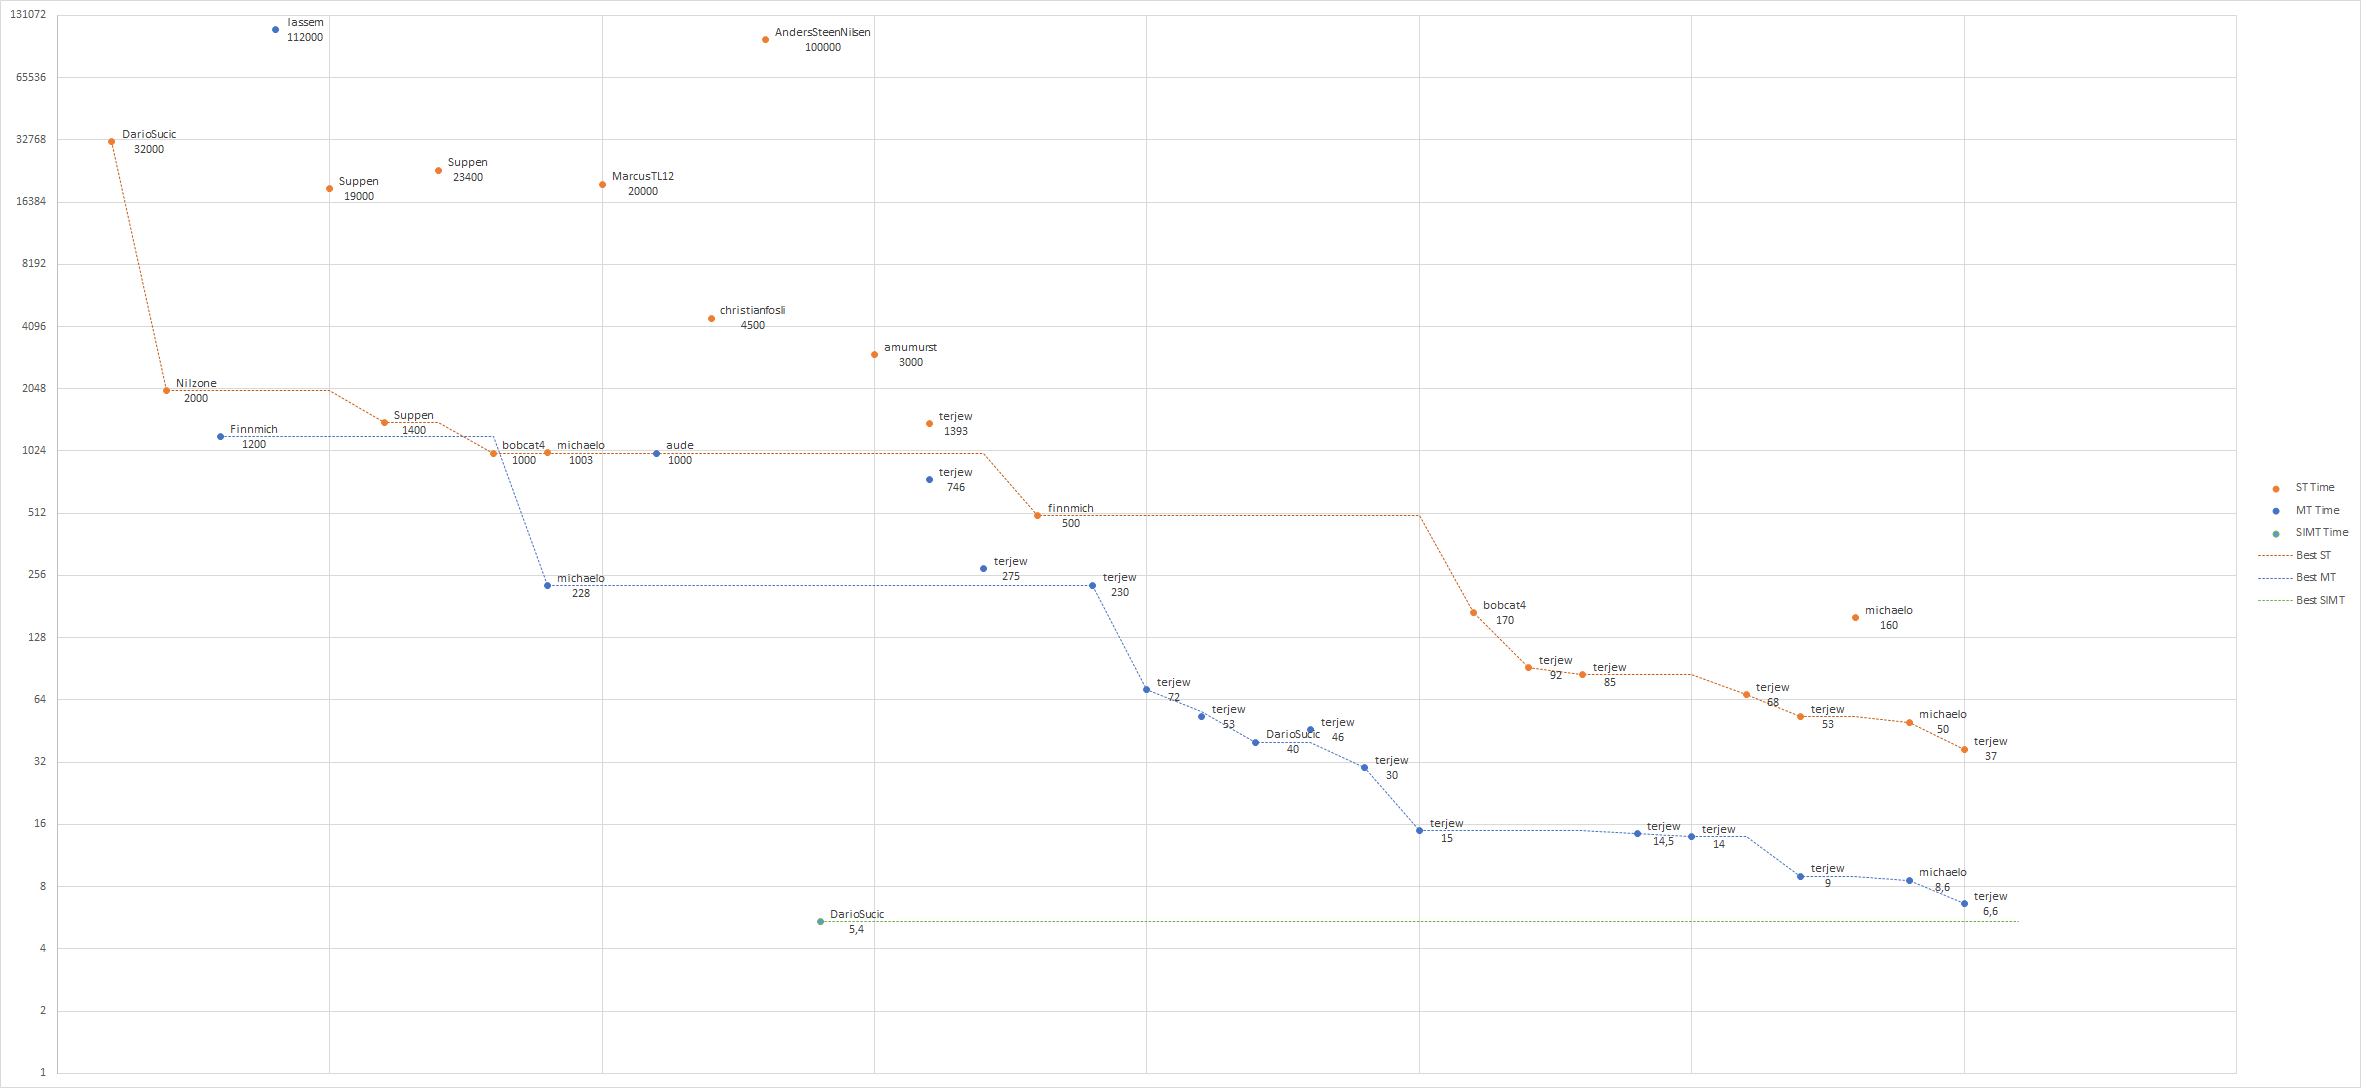 131072
65536
32768
16384
8192
4096
2048
1024
512
256
128
64
32
16
8
4
2
1
lassem
112000
AndersSteenNilsen
100000
DarioSucic
32000
Suppen
23400
Suppen
19000
MarcusTL12
20000
christianfosli
4500
amumurst
3000
Nilzone
2000
Suppen
1400
terjew
1393
Finnmich
1200
bobcat4
1000
michaelo
1003
aude
1000
terjew
746
finnmich
500
terjew
275
michaelo
228
terjew
230
bobcat4
170
michaelo
160
terjew
92
terjew
85
terjew
72
terjew
68
terjew
53
terjew
53
michaelo
50
DarioSucic
40
terjew
46
terjew
37
terjew
30
terjew
15
terjew
14,5
terjew
14
terjew
9
michaelo
8,6
terjew
6,6
DarioSucic
5,4
ST Time
MT Time
SIMT Time
Best ST
Best MT
Best SIMT